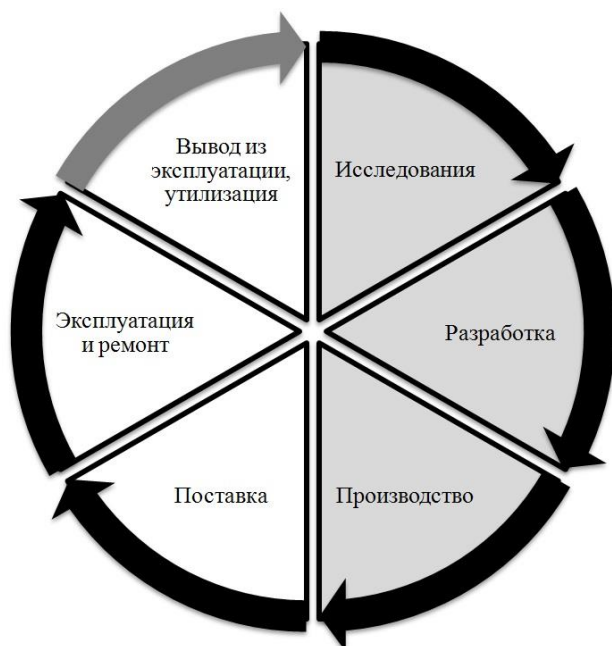 Вывод из
эксплуатации,
утилизация
Исследования
Эксплуатация
и ремонт
Разработка
Поставка
Производство